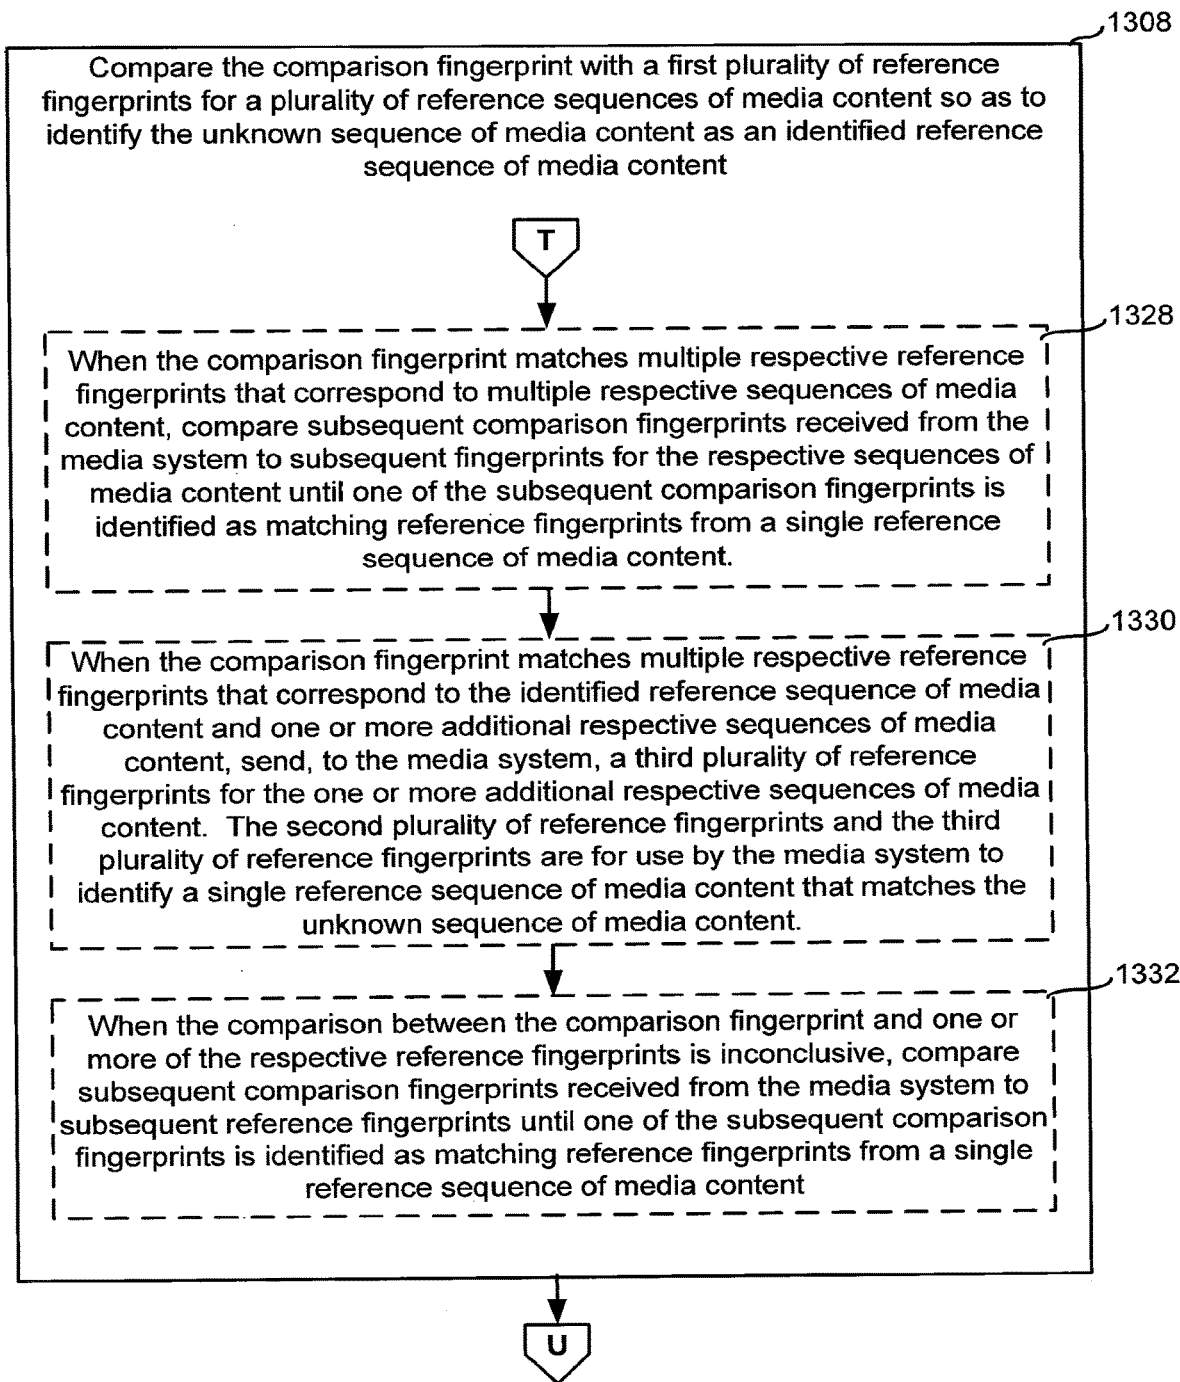 1308
Compare the comparison fingerprint with a first plurality of reference
fingerprints for a plurality of reference sequences of media content so as to
identify the unknown sequence of media content as an identified reference
sequence of media content
T
1328
When the comparison fingerprint matches multiple respective reference
fingerprints that correspond to multiple respective sequences of media
content, compare subsequent comparison fingerprints received from the
media system to subsequent fingerprints for the respective sequences of
media content until one of the subsequent comparison fingerprints is
identified as matching reference fingerprints from a single reference
sequence of media content.
1330
When the comparison fingerprint matches multiple respective reference
fingerprints that correspond to the identified reference sequence of media
content and one or more additional respective sequences of media
content, send, to the media system, a third plurality of reference
fingerprints for the one or more additional respective sequences of media
content. The second plurality of reference fingerprints and the third
plurality of reference fingerprints are for use by the media system to
identify a single reference sequence of media content that matches the
unknown sequence of media content.
1332
When the comparison between the comparison fingerprint and one or
more of the respective reference fingerprints is inconclusive, compare
subsequent comparison fingerprints received from the media system to
subsequent reference fingerprints until one of the subsequent comparison
fingerprints is identified as matching reference fingerprints from a single
reference sequence of media content
U